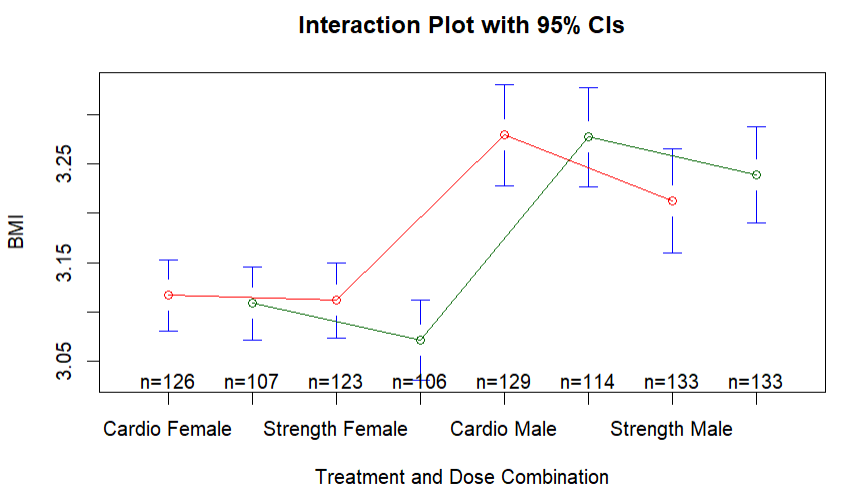 Interaction Plot with 95% CIs
BMI
3.25
3.15
3.05
n=126 n=107 n=123 n=106 n=129 n=114 n=133 n=133
Cardio Female Strength Female Cardio Male Strength Male
Treatment and Dose Combination